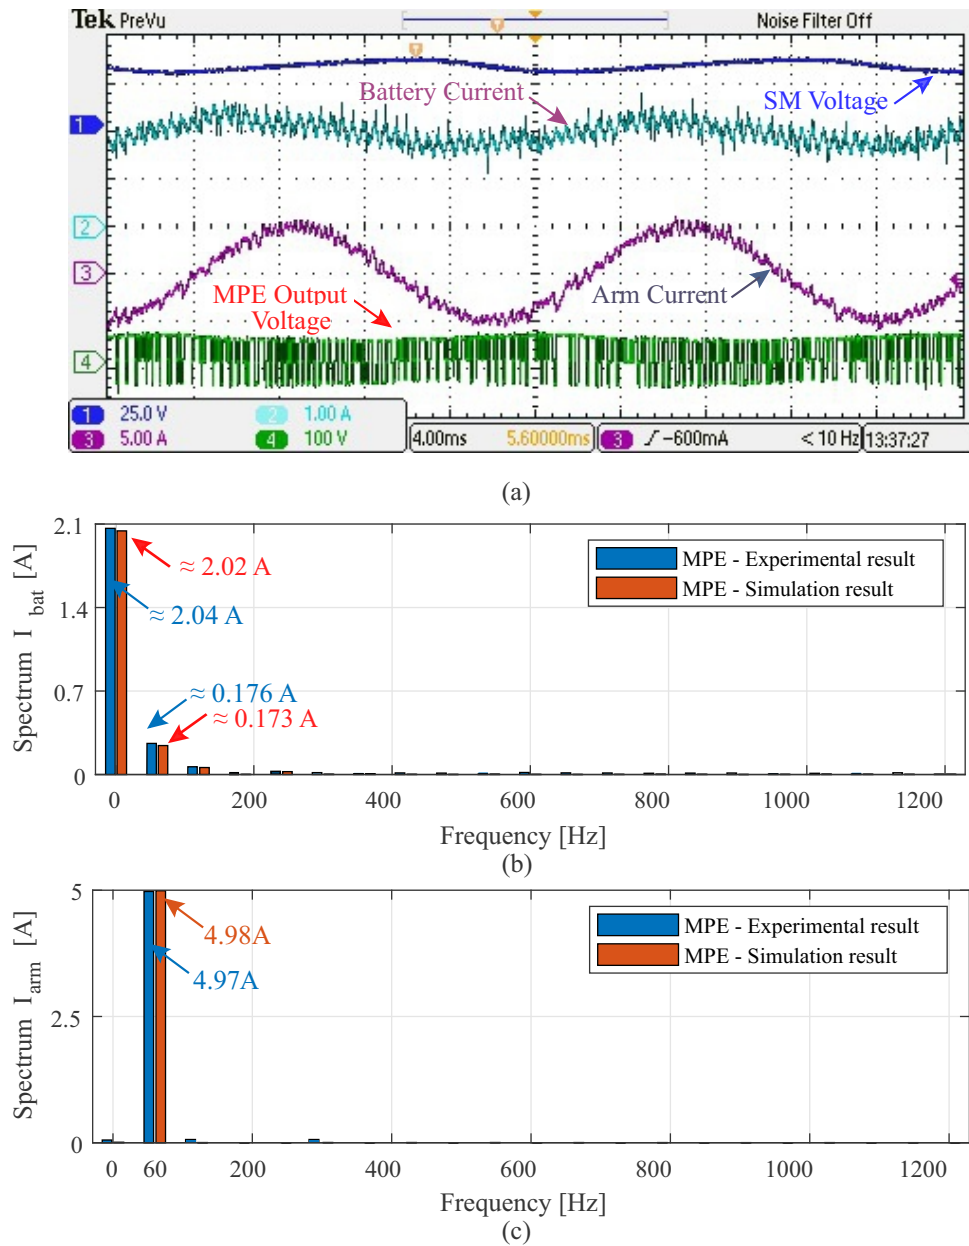 Tek PreVu
Noise Filter Off
T
T
Battery Current
SM Voltage
1
2
3
MPE Output
Voltage
Arm Current
4
1 25.0 V 2 1.00 A
3 5.00 A 4 100 V
4.00ms 5.60000ms
3 -600mA < 10 Hz
13:37:27
(a)
2.1
1.4
0.7
0
Spectrum I bat [A]
≈ 2.02 A
≈ 2.04 A
≈ 0.176 A
≈ 0.173 A
MPE - Experimental result
MPE - Simulation result
0 200 400 600 800 1000 1200
Frequency [Hz]
(b)
5
2.5
0
Spectrum I arm [A]
4.98A
4.97A
MPE - Experimental result
MPE - Simulation result
0 60 200 400 600 800 1000 1200
Frequency [Hz]
(c)